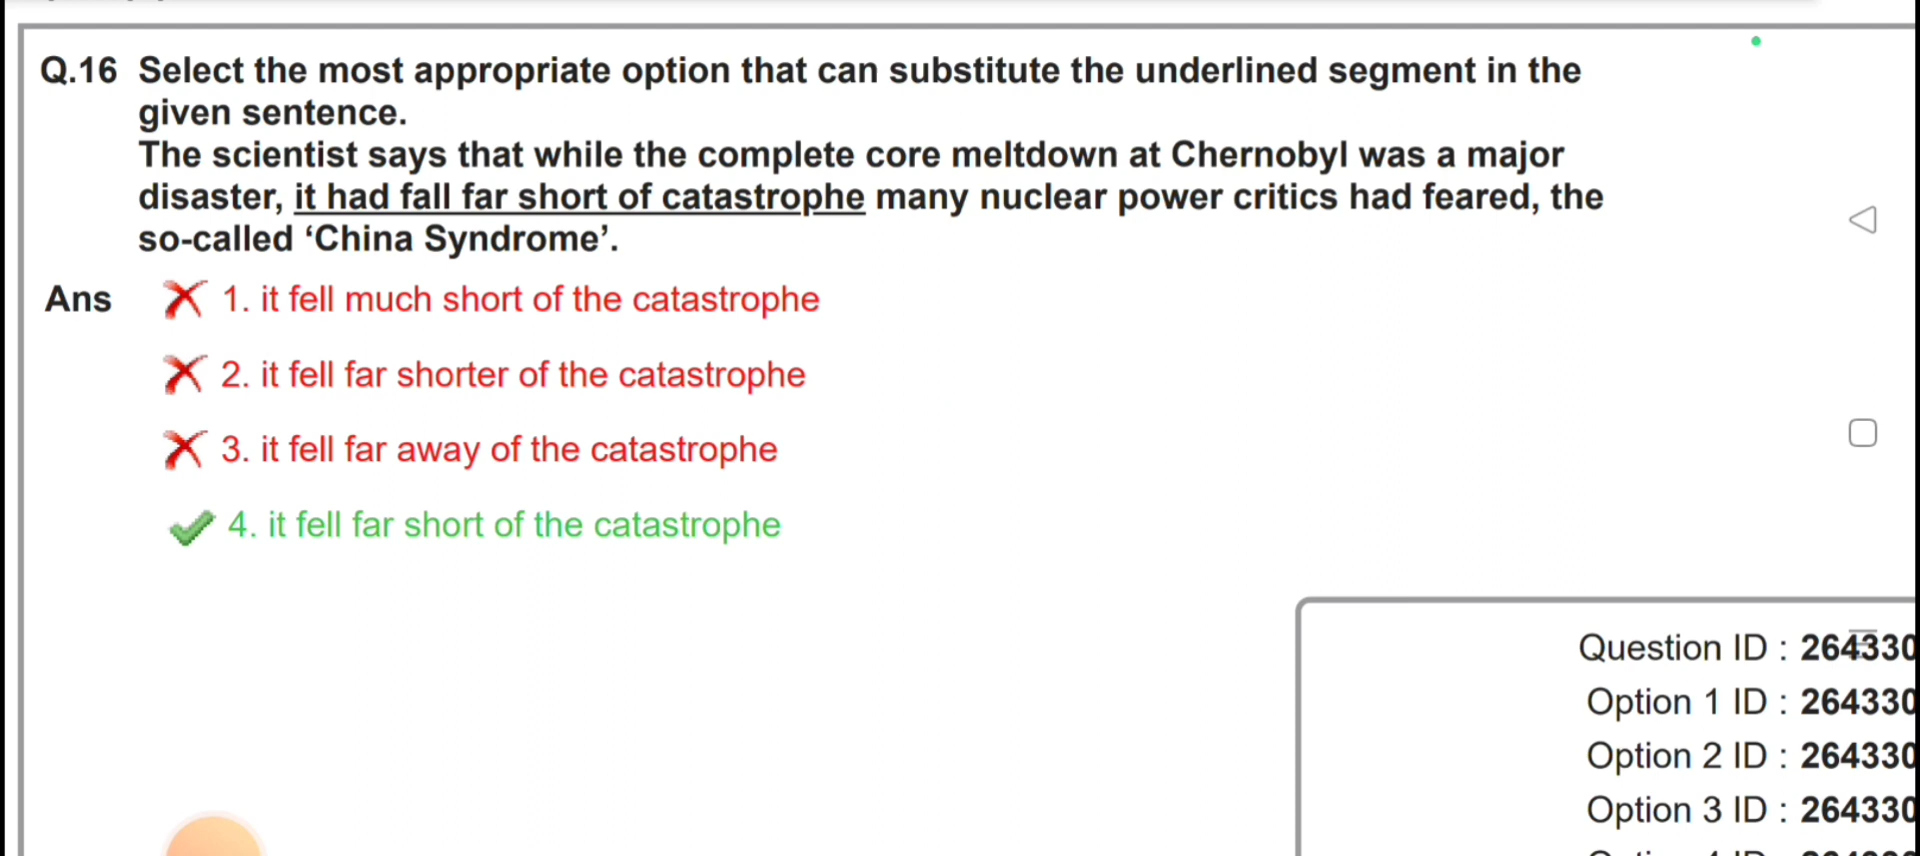 Q.16 Select the most appropriate option that can substitute the underlined segment in the
given sentence.
The scientist says that while the complete core meltdown at Chernobyl was a major
disaster, it had fall far short of catastrophe many nuclear power critics had feared, the
so-called ‘China Syndrome’.
Ans 1. it fell much short of the catastrophe
2. it fell far shorter of the catastrophe
3. it fell far away of the catastrophe
4. it fell far short of the catastrophe
Question ID : 264330
Option 1 ID : 264330
Option 2 ID : 264330
Option 3 ID : 264330